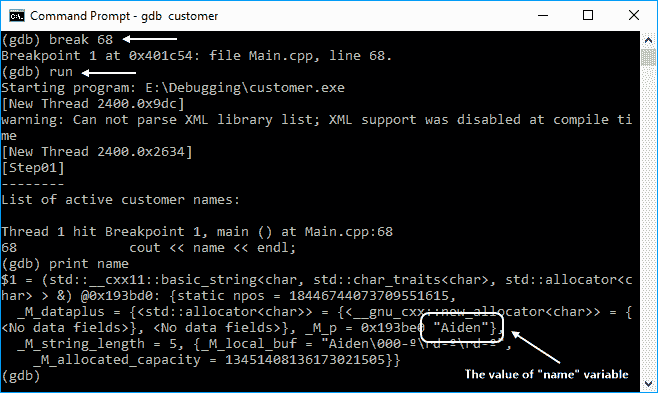 Command Prompt - gdb customer
(gdb) break 68
Breakpoint 1 at 0x401c54: file Main.cpp, line 68.
(gdb) run
Starting program: E:\Debugging\customer.exe
[New Thread 2400.0x9dc]
warning: Can not parse XML library list; XML support was disabled at compile ti
me
[New Thread 2400.0x2634]
[Step01]
--------
List of active customer names:
Thread 1 hit Breakpoint 1, main () at Main.cpp:68
68 cout << name << endl;
(gdb) print name
$1 = (std::__cxx11::basic_string<char, std::char_traits<char>, std::allocator<c
har> > &) @0x193bd0: {static npos = 18446744073709551615,
_M_dataplus = {<std::allocator<char>> = {<__gnu_cxx::new_allocator<char>> = {
<No data fields>}, <No data fields>}, _M_p = 0x193be0 "Aiden"},
_M_string_length = 5, {_M_local_buf = "Aiden\000-º\rd-º\rd-º",
_M_allocated_capacity = 13451408136173021505}}
(gdb)
The value of "name" variable